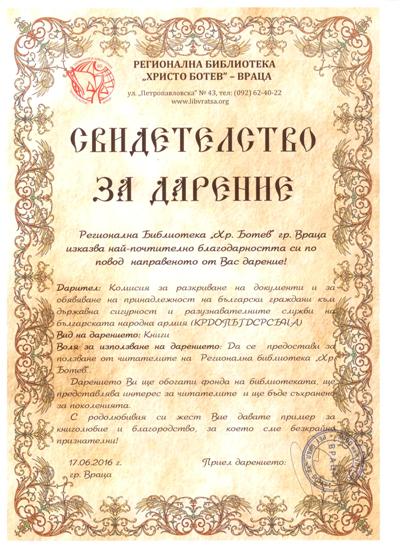 РЕГИОНАЛНА БИБЛИОТЕКА
„ХРИСТО БОТЕВ" – ВРАЦА
ул. „Петропавловска" № 43, тел: (092) 62-40-22
www.libvratsa.org
СВИДЕТЕЛСТВО
ЗА ДАРЕНИЕ
Регионална Библиотека „Хр. Ботев" гр. Враца
изказва най-почтително благодарността си по
повод направеното от Вас дарение!
Дарител: Комисия за разкриване на документи и за
обявяване на принадлежност на български граждани към
държавна сигурност и разузнавателните служби на
българската народна армия (КРДОПБГДСРСБНА)
Вид на дарението: Книги
Воля за използване на дарението: Да се предостави за
ползване от читателите на Регионална библиотека „Хр.
Ботев".
Дарението Ви ще обогати фонда на библиотеката, ще
представлява интерес за читателите и ще бъде съхранено
за поколенията.
С родолюбивия си жест Вие давате пример за
книголюбие и благородство, за което сме безкрайно
признателни!
17.06.2016 г.
Приел дарението:
гр. Враца